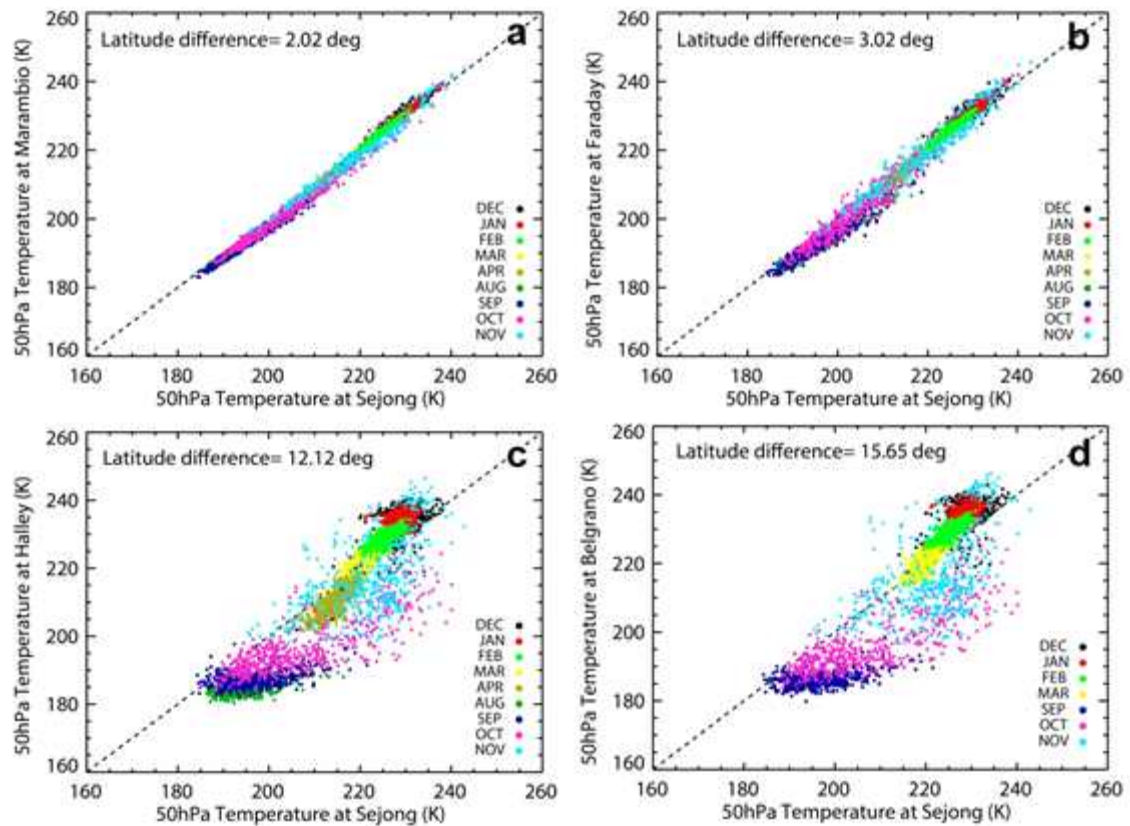 a
Latitude difference= 2.02 deg
50hPa Temperature at Marambio (K)
260
240
220
200
180
160
DEC
JAN
FEB
MAR
APR
AUG
SEP
OCT
NOV
160 180 200 220 240 260
50hPa Temperature at Sejong (K)
b
Latitude difference= 3.02 deg
50hPa Temperature at Faraday (K)
260
240
220
200
180
160
DEC
JAN
FEB
MAR
APR
AUG
SEP
OCT
NOV
160 180 200 220 240 260
50hPa Temperature at Sejong (K)
c
Latitude difference= 12.12 deg
50hPa Temperature at Halley (K)
260
240
220
200
180
160
DEC
JAN
FEB
MAR
APR
AUG
SEP
OCT
NOV
160 180 200 220 240 260
50hPa Temperature at Sejong (K)
d
Latitude difference= 15.65 deg
50hPa Temperature at Belgrano (K)
260
240
220
200
180
160
DEC
JAN
FEB
MAR
SEP
OCT
NOV
160 180 200 220 240 260
50hPa Temperature at Sejong (K)